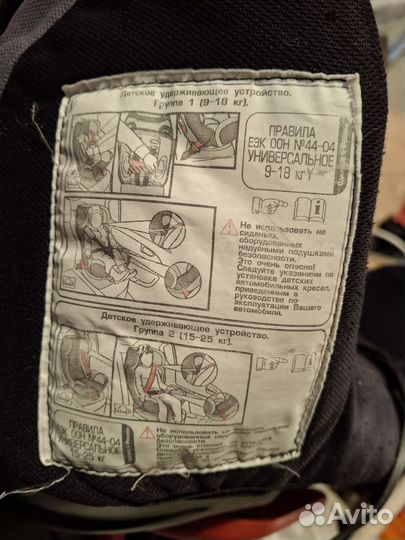 Детское удерживающее устройство.
Группа 1 (9-18 кг).
ПРАВИЛА
ЕЭК ООН №44-04
УНИВЕРСАЛЬНОЕ
9-18 кг Y
Не использовать на
сиденьях,
оборудованных
надувными подушками
безопасности.
Это очень опасно!
Следуйте указаниям по
установке детских
автомобильных кресел,
приведенным в
руководстве по
эксплуатации Вашего
автомобиля.
Детское удерживающее устройство.
Группа 2 (15-25 кг).
ПРАВИЛА
ЕЭК ООН №44-04
УНИВЕРСАЛЬНОЕ
15-25 кг
Не использовать на
оборудованных
безопасности.
Это очень опасно!
Avito